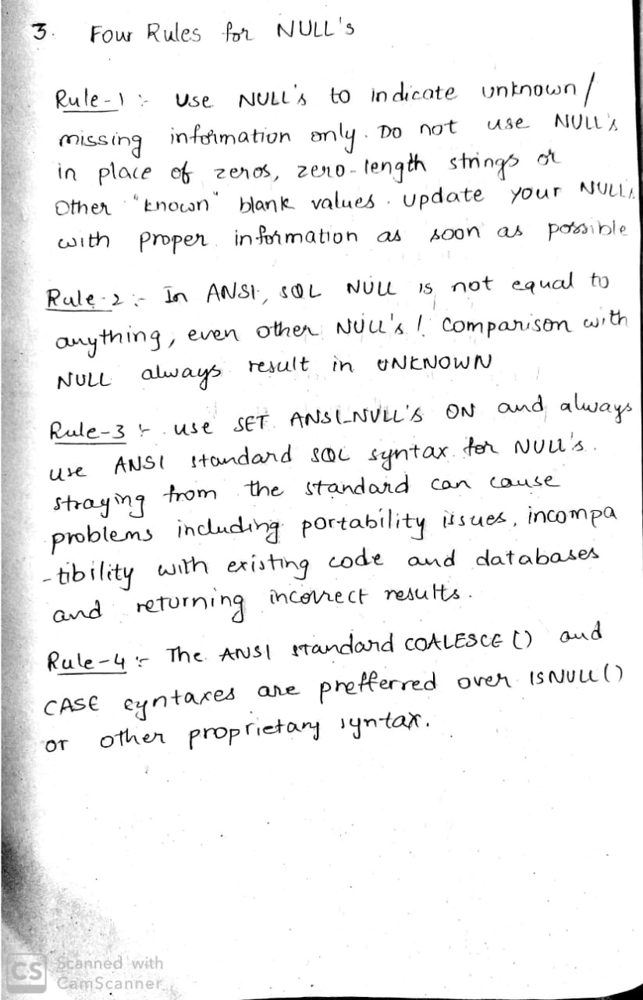 3. Four Rules for NULL's
Rule-1 :- Use NULL's to indicate unknown/
missing information only. Do not use NULL's
in place of zeros, zero-length strings or
Other "known" blank values. Update your NULL's
with proper information as soon as possible
Rule-2 :- In ANSI, SQL NULL is not equal to
anything, even other NULL's! Comparison with
NULL always result in UNKNOWN
Rule-3 :- use SET ANSI_NULL's ON and always
use ANSI standard SQL syntax for NULL's.
straying from the standard can cause
problems including portability issues, incompa
-tibility with existing code and databases
and returning incorrect results.
Rule-4 :- The ANSI standard COALESCE () and
CASE cyntaxes are prefferred over ISNULL()
or other proprietary syntax.
CS Scanned with
CamScanner